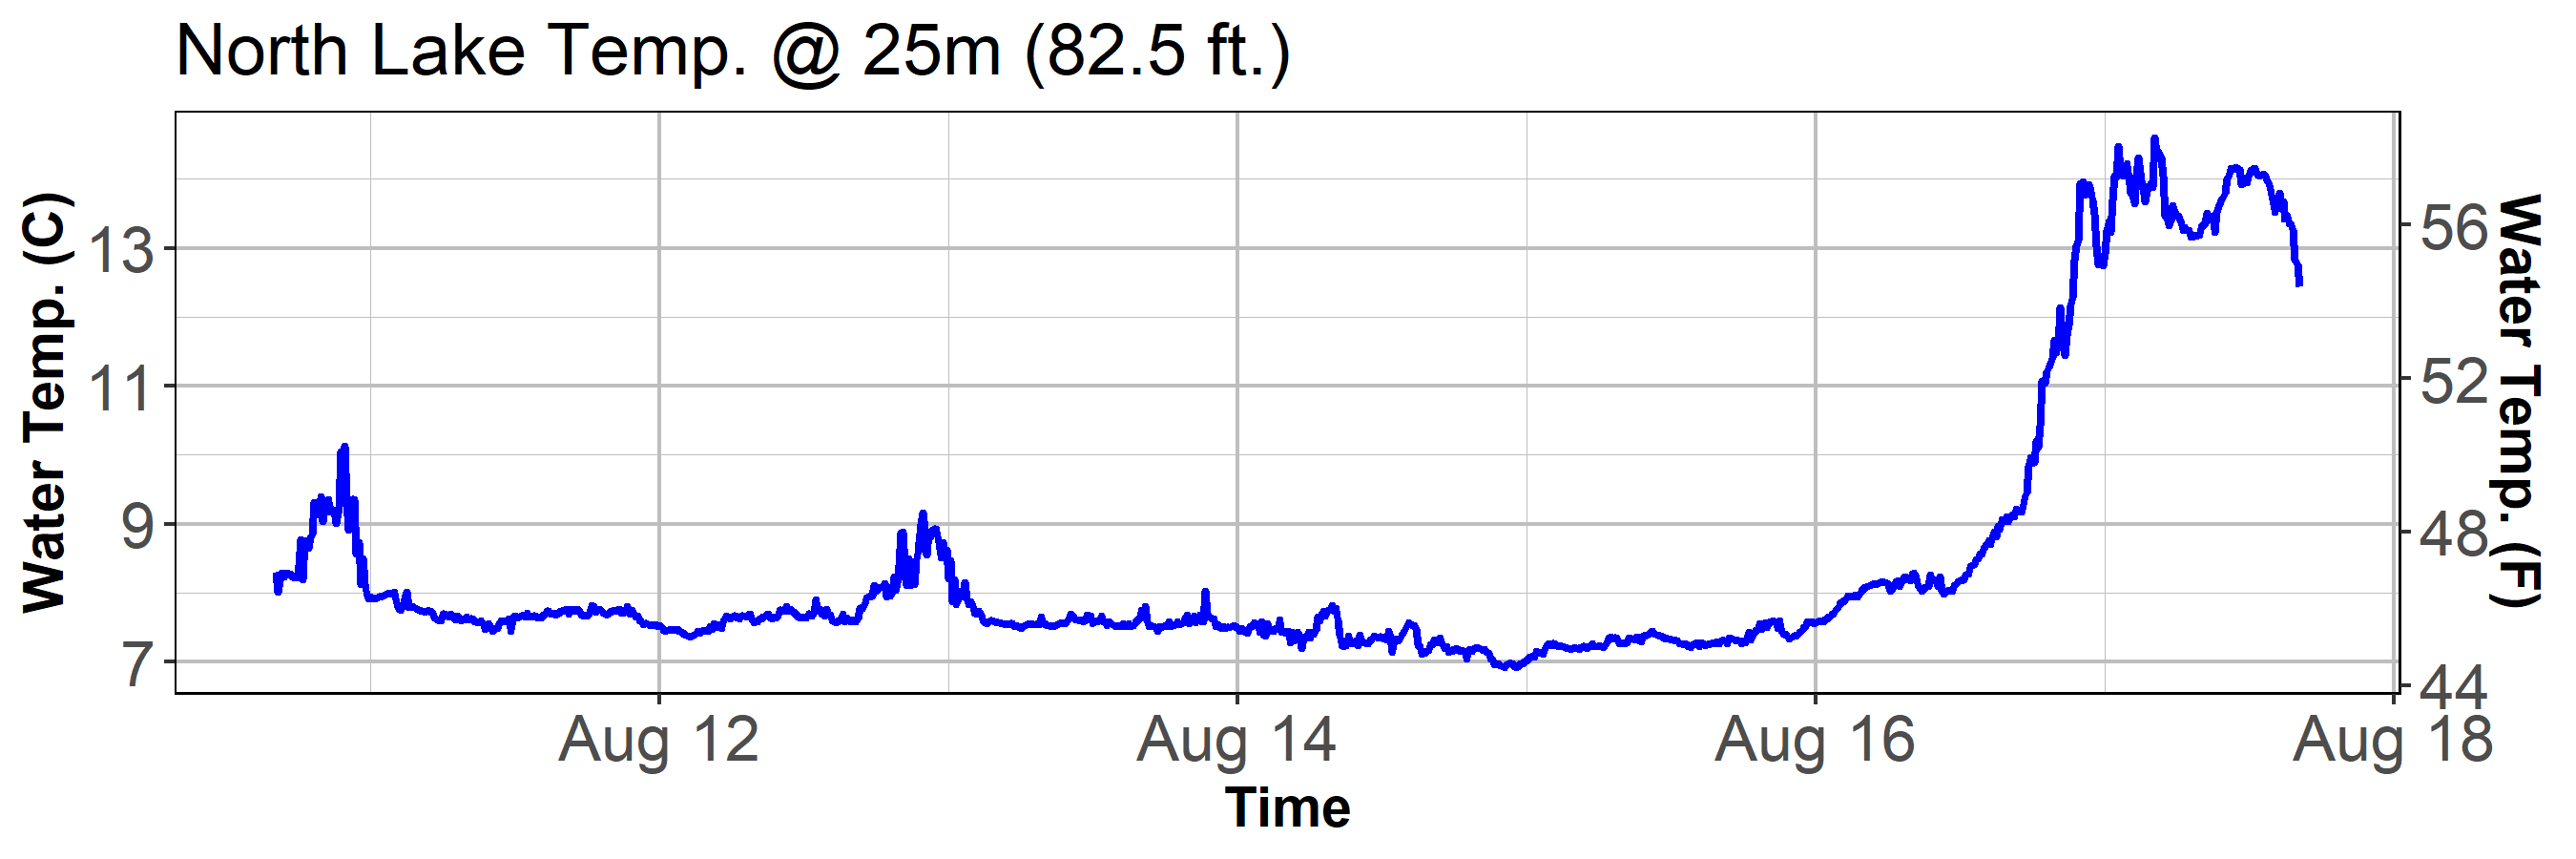 North Lake Temp. @ 25m (82.5 ft.)
Water Temp. (C)
13
11
9
7
56
52
48
44
Water Temp. (F)
Aug 12 Aug 14 Aug 16 Aug 18
Time